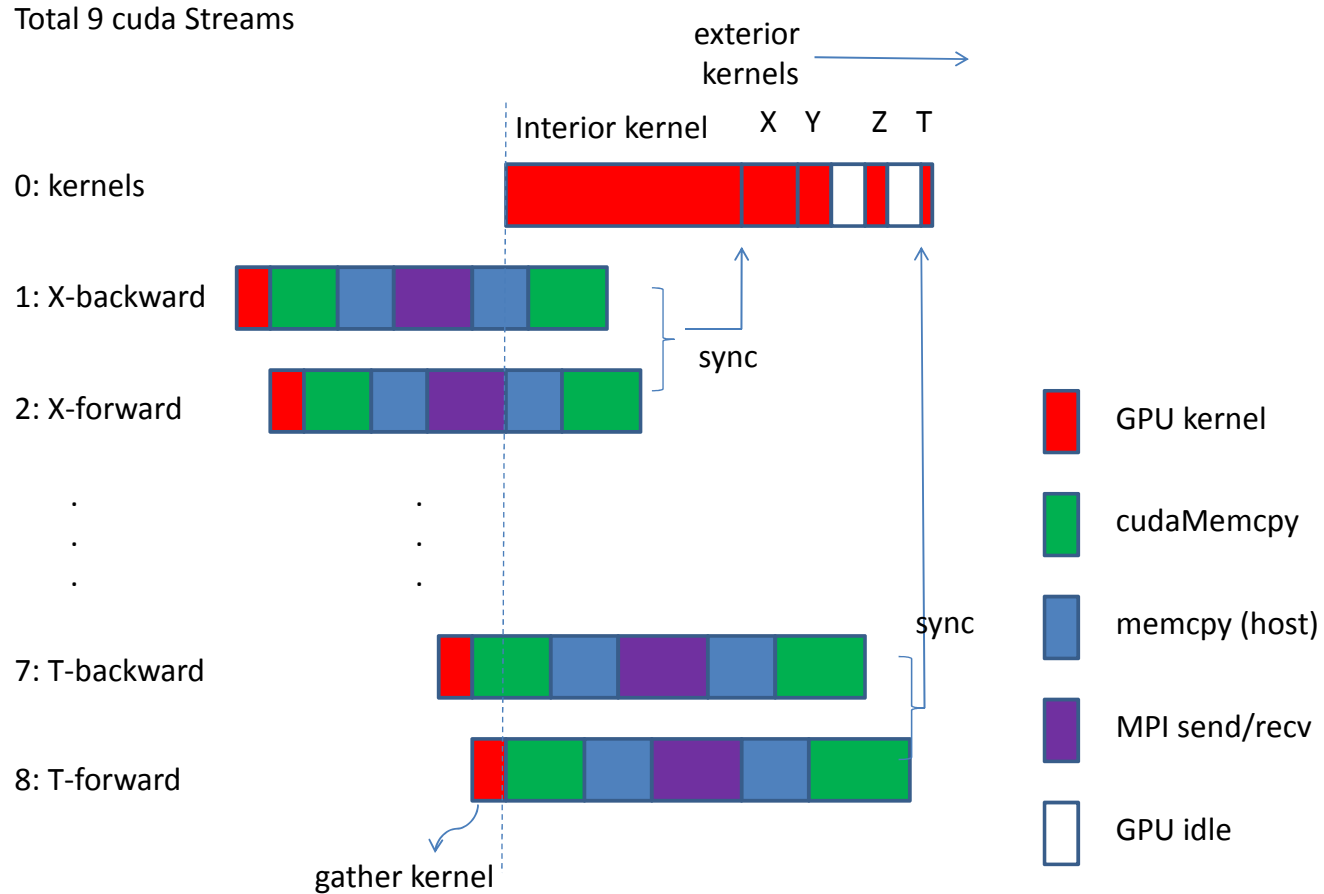 Total 9 cuda Streams
exterior
kernels
Interior kernel
X
Y
Z
T
0: kernels
1: X-backward
sync
2: X-forward
.
.
.
.
.
.
7: T-backward
sync
8: T-forward
gather kernel
GPU kernel
cudaMemcpy
memcpy (host)
MPI send/recv
GPU idle